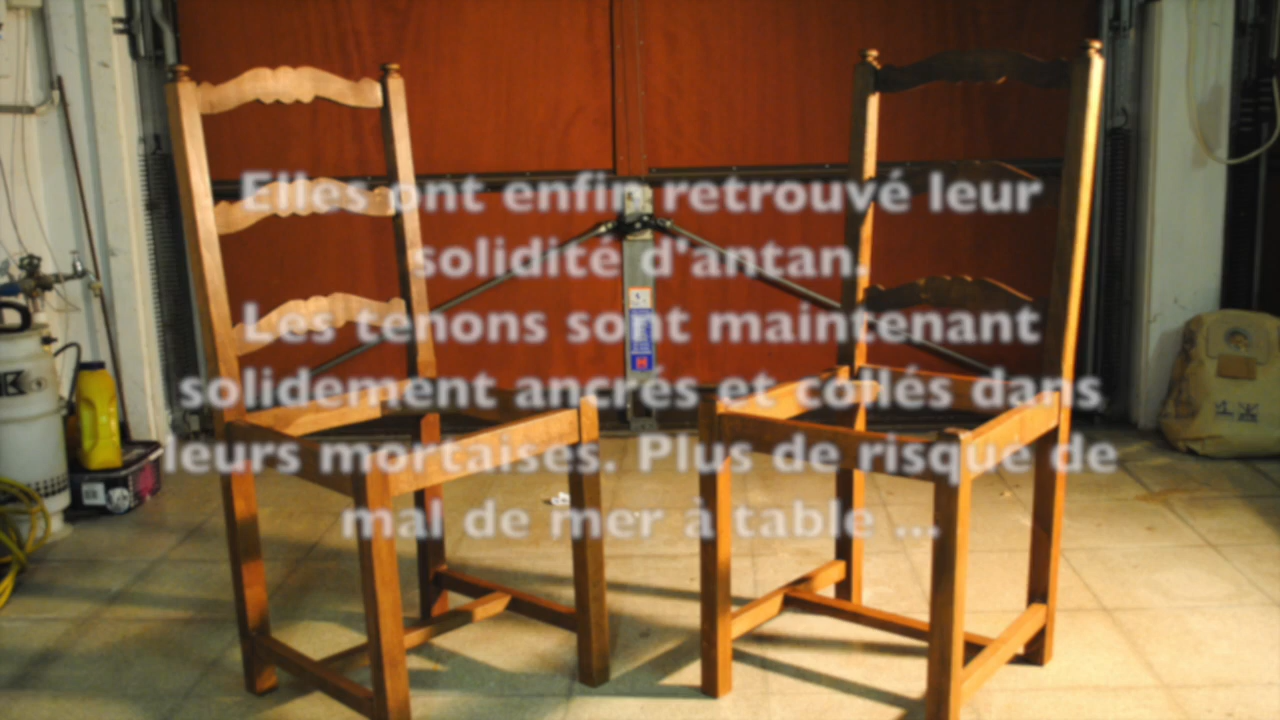 Elles ont enfin retrouvé leur
solidité d'antan.
Les tenons sont maintenant
solidement ancrés et collés dans
leurs mortaises. Plus de risque de
mal de mer à table ...